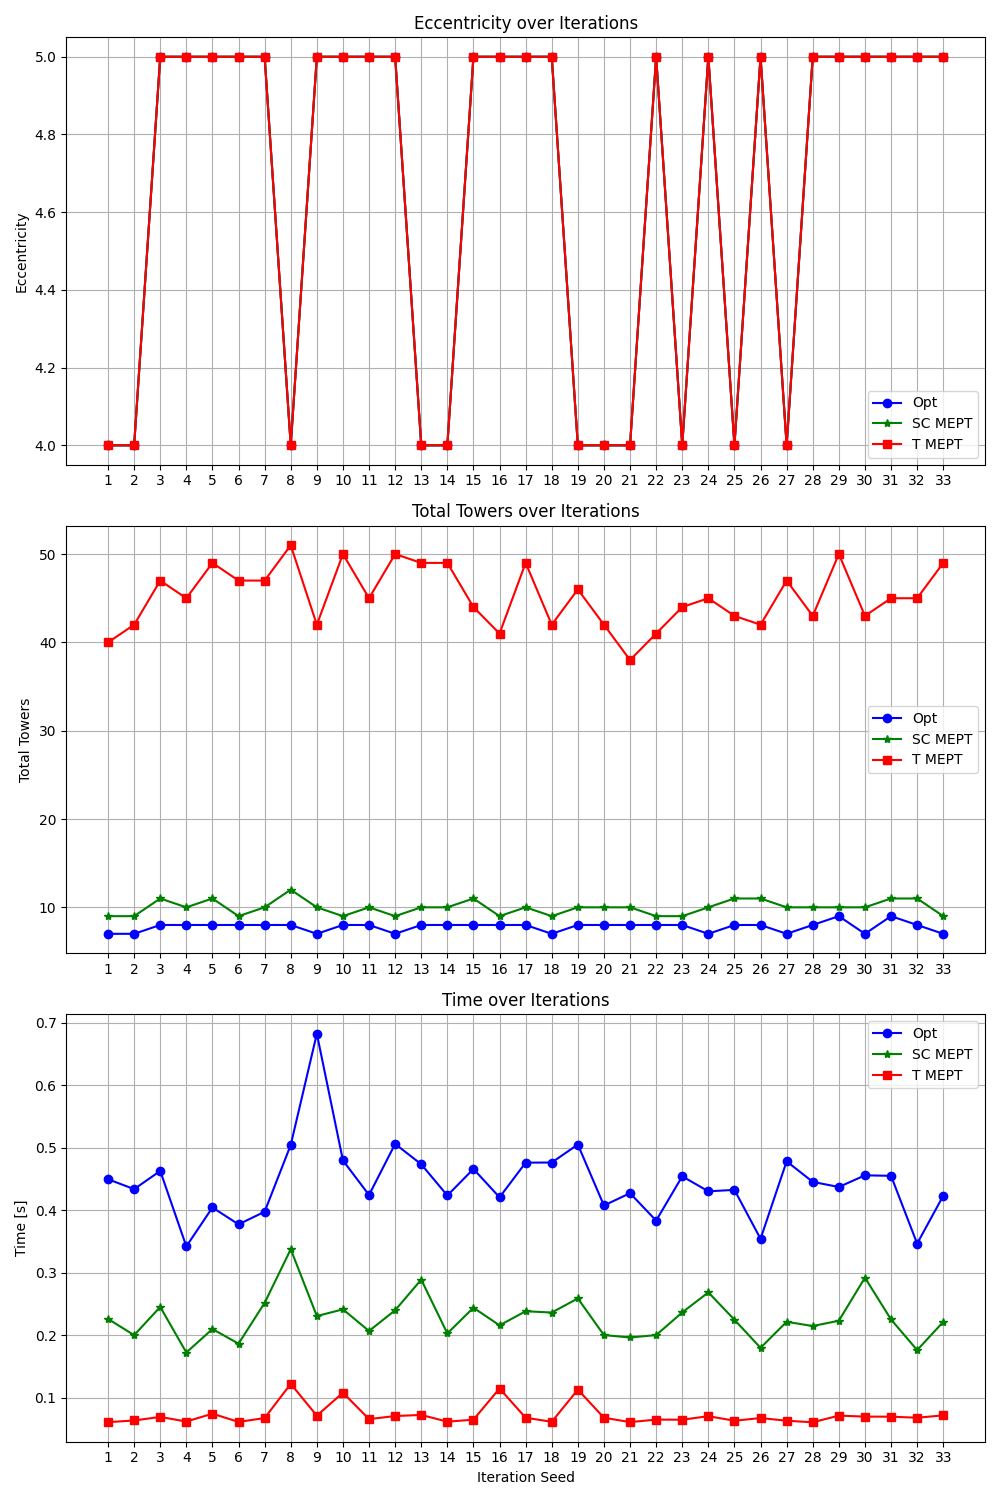 Eccentricity over Iterations
Eccentricity
5.0
4.8
4.6
4.4
4.2
4.0
Opt
SC MEPT
T MEPT
1 2 3 4 5 6 7 8 9 10 11 12 13 14 15 16 17 18 19 20 21 22 23 24 25 26 27 28 29 30 31 32 33
Total Towers over Iterations
Total Towers
50
40
30
20
10
Opt
SC MEPT
T MEPT
1 2 3 4 5 6 7 8 9 10 11 12 13 14 15 16 17 18 19 20 21 22 23 24 25 26 27 28 29 30 31 32 33
Time over Iterations
Time [s]
0.7
0.6
0.5
0.4
0.3
0.2
0.1
Opt
SC MEPT
T MEPT
1 2 3 4 5 6 7 8 9 10 11 12 13 14 15 16 17 18 19 20 21 22 23 24 25 26 27 28 29 30 31 32 33
Iteration Seed